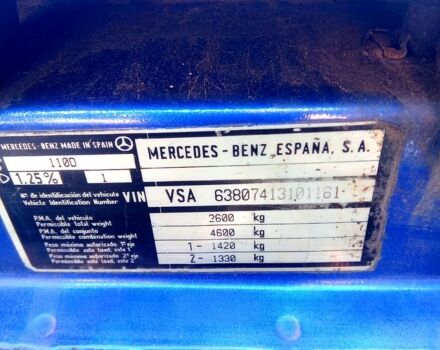 MERCEDES-BENZ MADE IN SPAIN
MERCEDES-BENZ ESPAÑA, S.A.
110D
1.25% 1
Nº de identificación del vehículo
Vehicle Identification Number
VIN VSA 63807413101161
P.M.A. del vehículo
Permissible total weight
2600 kg
P.M.A. del conjunto
Permissible combination weight
4600 kg
Peso máximo autorizado 1º eje
Permissible axle load, axle 1
1- 1420 kg
Peso máximo autorizado 2º eje
Permissible axle load, axle 2
2- 1330 kg